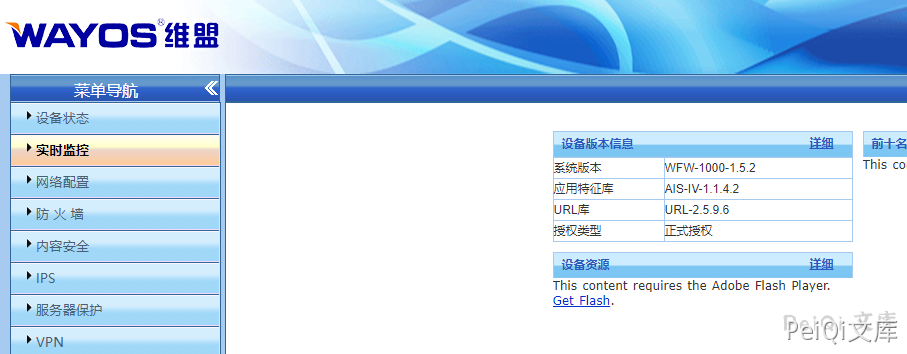 WAYOS®维盟
菜单导航
设备状态
实时监控
网络配置
防 火 墙
内容安全
IPS
服务器保护
VPN
设备版本信息 详细
系统版本 WFW-1000-1.5.2
应用特征库 AIS-IV-1.1.4.2
URL库 URL-2.5.9.6
授权类型 正式授权
设备资源 详细
This content requires the Adobe Flash Player.
Get Flash.
前十名
This co
PeiQi 文库
PeiQi文库